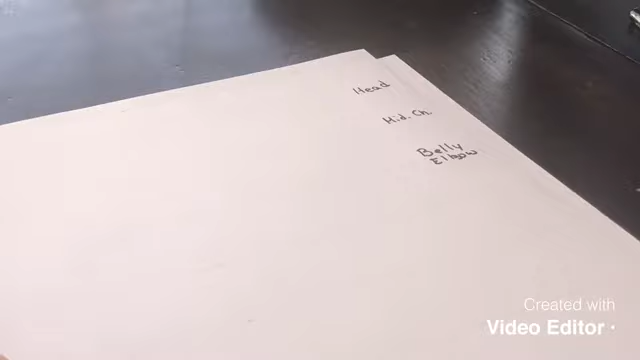 Head
Mid. Ch.
Belly
Elbow
Created with
Video Editor